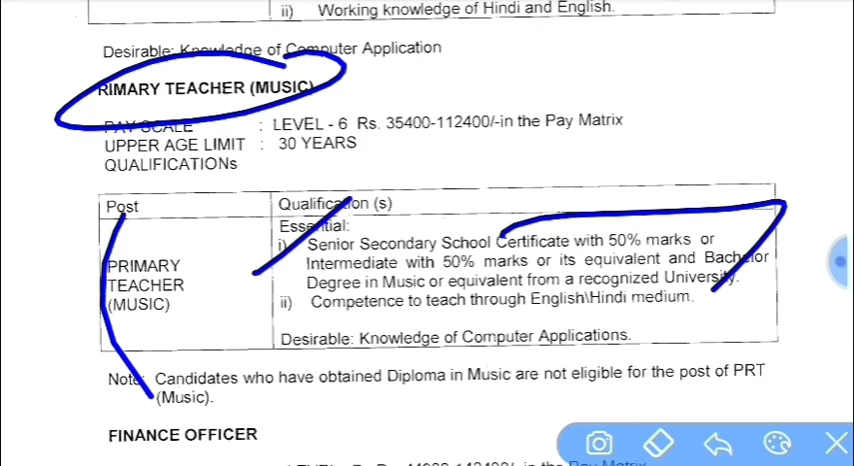 ii) Working knowledge of Hindi and English.
Desirable: Knowledge of Computer Application
RIMARY TEACHER (MUSIC)
PAY SCALE : LEVEL - 6 Rs. 35400-112400/-in the Pay Matrix
UPPER AGE LIMIT : 30 YEARS
QUALIFICATIONs
Post Qualification (s)
Essential:
i) Senior Secondary School Certificate with 50% marks or
Intermediate with 50% marks or its equivalent and Bachelor
Degree in Music or equivalent from a recognized University.
ii) Competence to teach through English\Hindi medium.
Desirable: Knowledge of Computer Applications.
PRIMARY
TEACHER
(MUSIC)
Note: Candidates who have obtained Diploma in Music are not eligible for the post of PRT
(Music).
FINANCE OFFICER
in the Pay Matrix